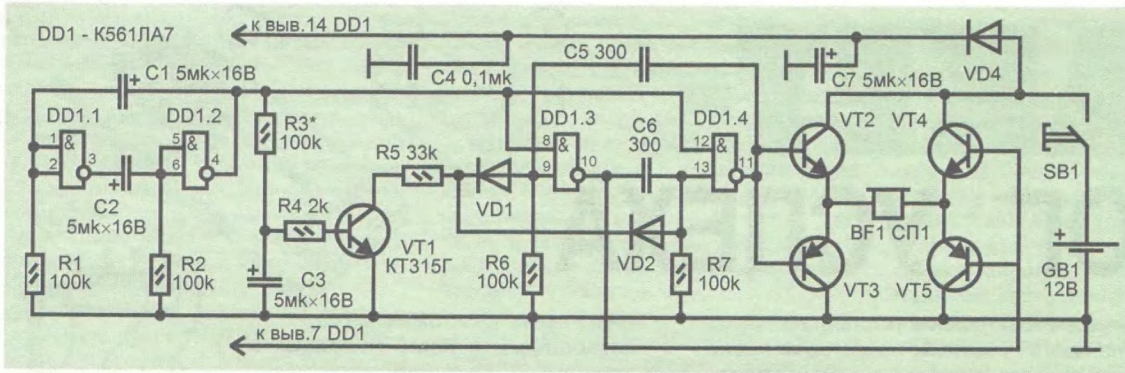 DD1 - К561ЛА7
к выв.14 DD1
C1 5мк×16В
C4 0,1мк
C5 300
C7 5мк×16В
VD4
DD1.1
DD1.2
R3*
100k
DD1.3
C6
300
DD1.4
VT2
VT4
1
&
2
3
5
&
6
4
8
&
9
10
12
&
13
11
R5 33k
SB1
C2
5мк×16В
R4 2k
VD1
VD2
BF1 СП1
VT1
КТ315Г
R1
100k
R2
100k
C3
5мк×16В
R6
100k
R7
100k
VT3
VT5
GB1
12В
к выв.7 DD1
+
+
+
+
+